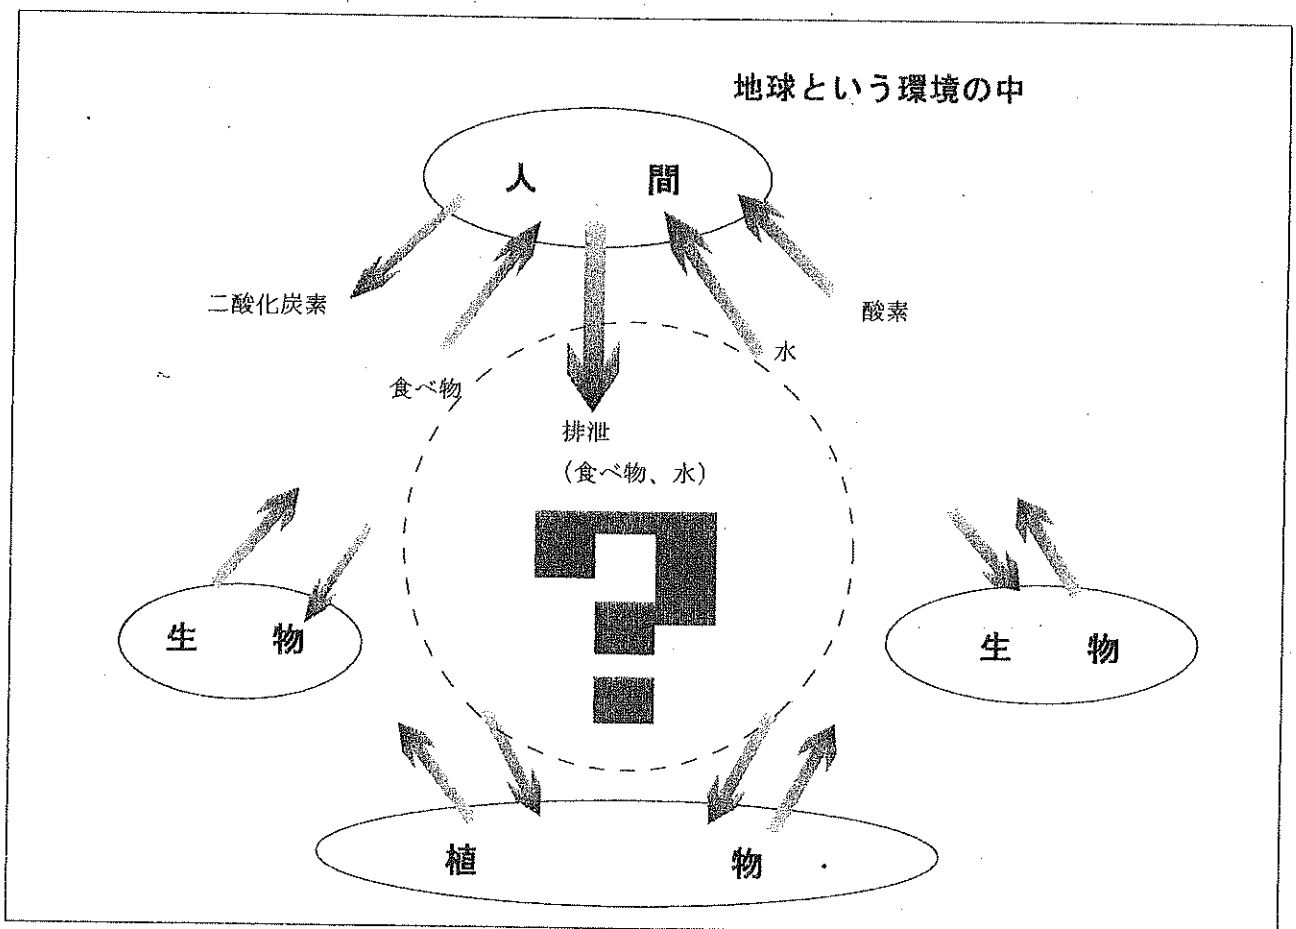 地球という環境の中
人 間
二酸化炭素
酸素
水
食べ物
排泄
（食べ物、水）
?
生 物
生 物
植 物